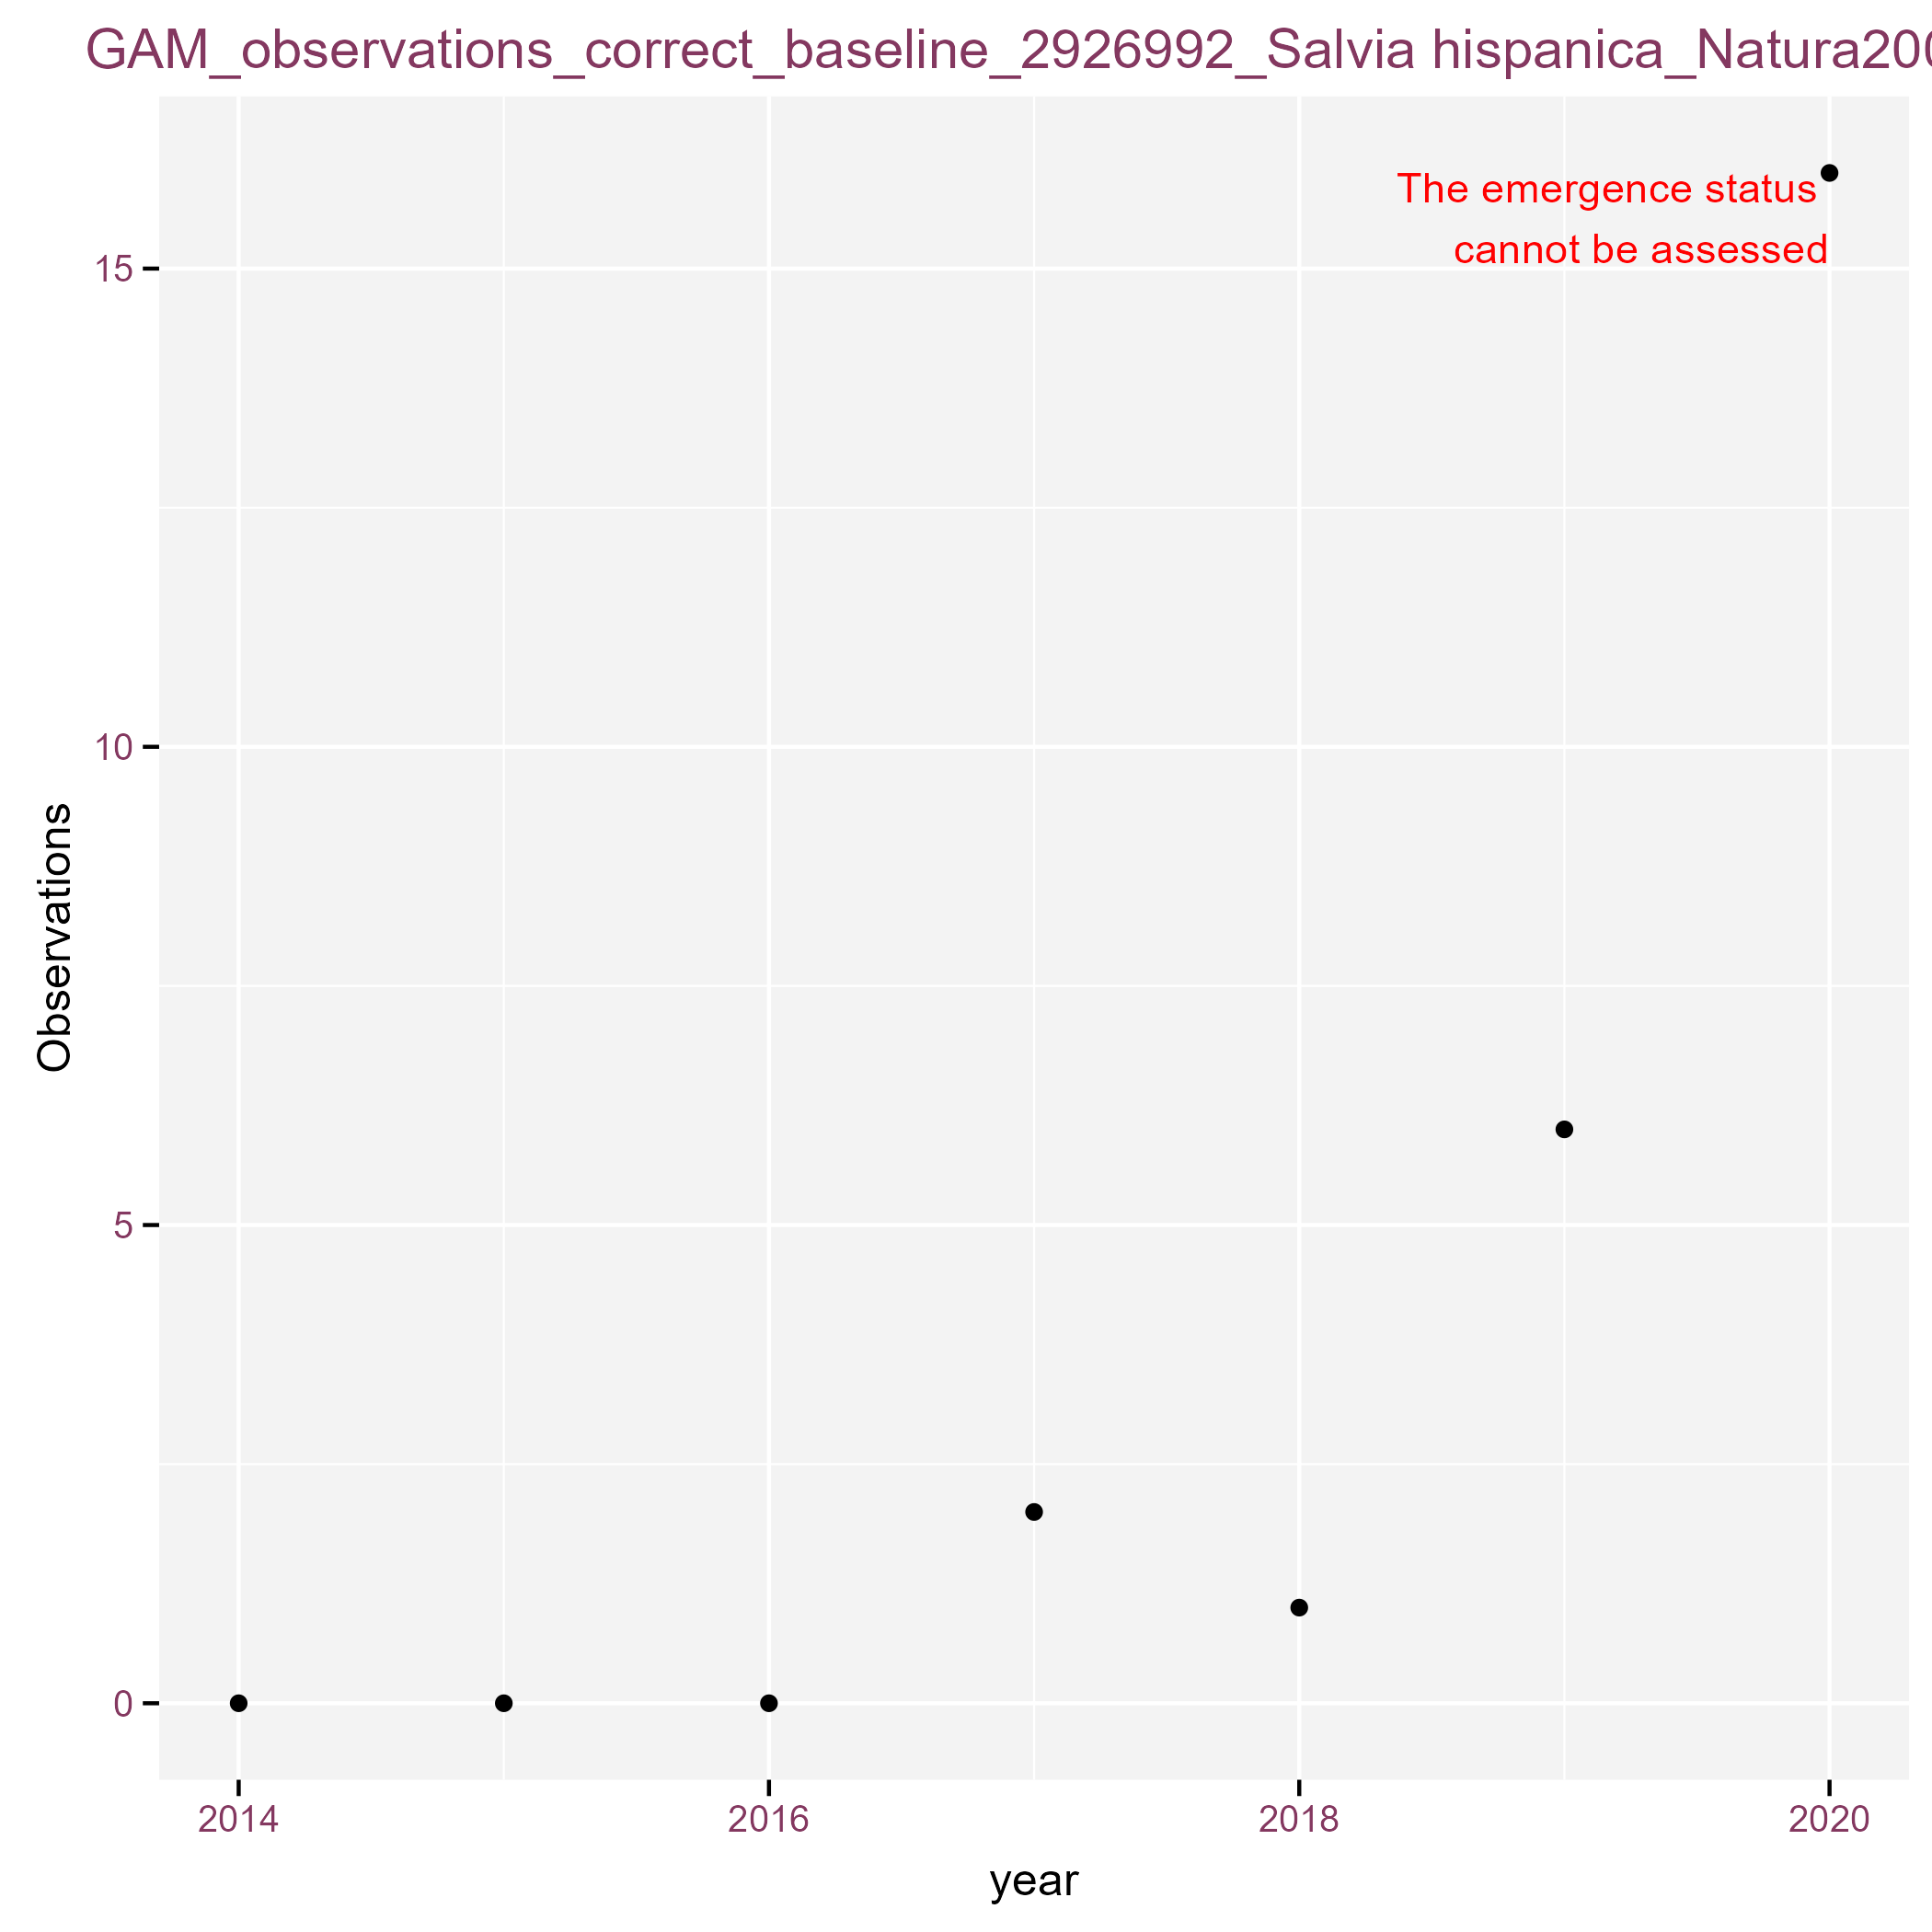 GAM_observations_correct_baseline_2926992_Salvia hispanica_Natura200
The emergence status
cannot be assessed
15
10
5
0
Observations
2014 2016 2018 2020
year